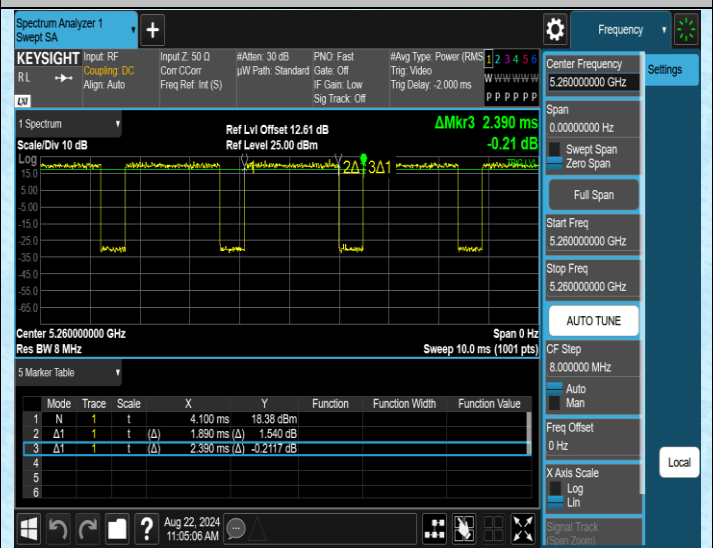 Spectrum Analyzer 1
Swept SA
+
Frequency
KEYSIGHT
RL
LXI
Input: RF
Coupling: DC
Align: Auto
Input Z: 50 Ω
Corr CCorr
Freq Ref: Int (S)
#Atten: 30 dB
µW Path: Standard
PNO: Fast
Gate: Off
IF Gain: Low
Sig Track: Off
#Avg Type: Power (RMS
Trig: Video
Trig Delay: -2.000 ms
1 2 3 4 5 6
W W W W W W
P P P P P P
Center Frequency
5.260000000 GHz
Settings
Span
0.00000000 Hz
Swept Span
Zero Span
Full Span
Start Freq
5.260000000 GHz
Stop Freq
5.260000000 GHz
AUTO TUNE
CF Step
8.000000 MHz
Auto
Man
Freq Offset
0 Hz
X Axis Scale
Log
Lin
Signal Track
(Span Zoom)
Local
1 Spectrum
Scale/Div 10 dB
Ref Lvl Offset 12.61 dB
Ref Level 25.00 dBm
ΔMkr3 2.390 ms
-0.21 dB
Log
15.0
5.00
-5.00
-15.0
-25.0
-35.0
-45.0
-55.0
-65.0
2Δ1 3Δ1
TRIG LVL
Center 5.260000000 GHz
Res BW 8 MHz
Span 0 Hz
Sweep 10.0 ms (1001 pts)
5 Marker Table
Mode Trace Scale X Y Function Function Width Function Value
1 N 1 t 4.100 ms 18.38 dBm
2 Δ1 1 t (Δ) 1.890 ms (Δ) 1.540 dB
3 Δ1 1 t (Δ) 2.390 ms (Δ) -0.2117 dB
4
5
6
?
Aug 22, 2024
11:05:06 AM